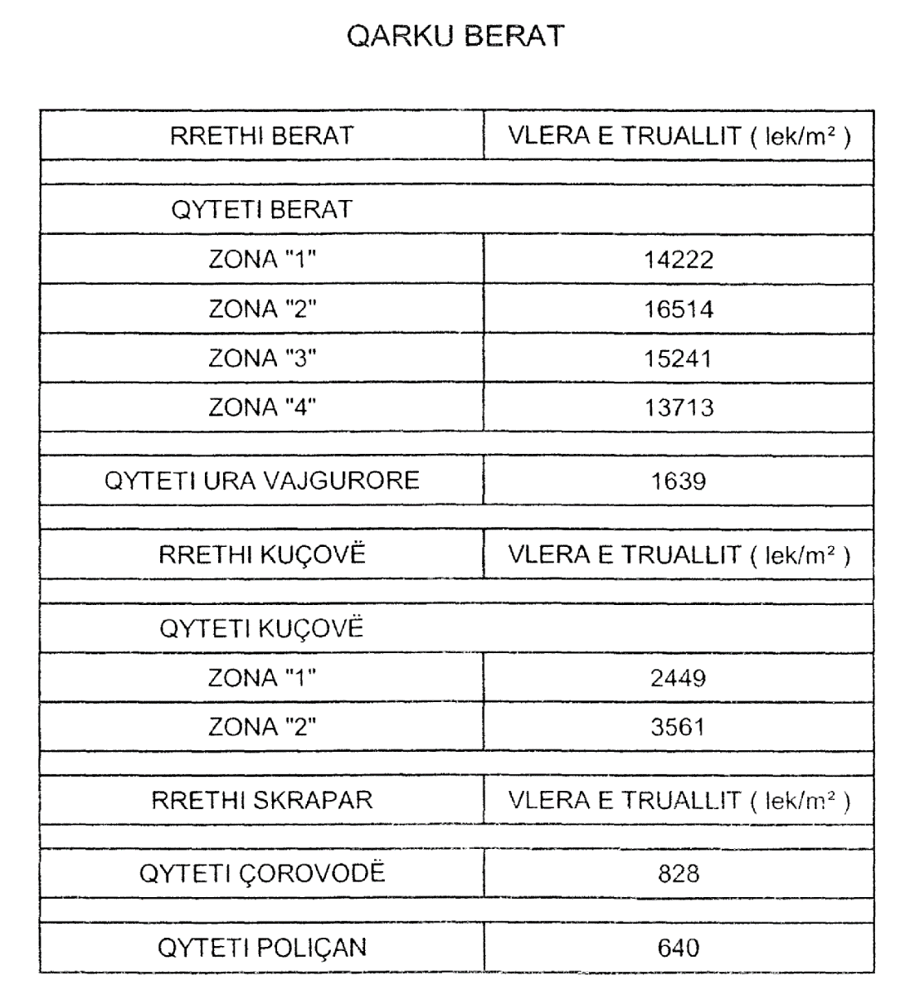 QARKU BERAT
RRETHI BERAT VLERA E TRUALLIT ( lek/m² )
QYTETI BERAT
ZONA "1" 14222
ZONA "2" 16514
ZONA "3" 15241
ZONA "4" 13713
QYTETI URA VAJGURORE 1639
RRETHI KUÇOVË VLERA E TRUALLIT ( lek/m² )
QYTETI KUÇOVË
ZONA "1" 2449
ZONA "2" 3561
RRETHI SKRAPAR VLERA E TRUALLIT ( lek/m² )
QYTETI ÇOROVODË 828
QYTETI POLIÇAN 640